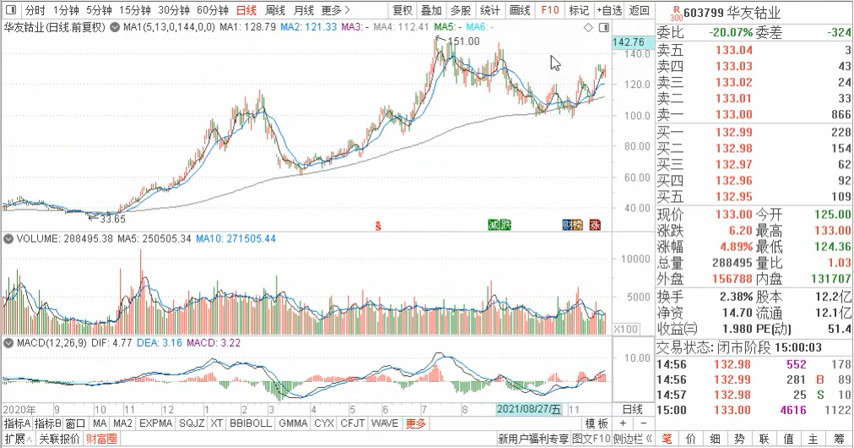 分时 1分钟 5分钟 15分钟 30分钟 60分钟 日线 周线 月线 更多 > 复权 叠加 多股 统计 画线 F10 标记 +自选 返回
华友钴业(日线.前复权) MA1(5,13,0,144,0,0) MA1: 128.79 MA2: 121.33 MA3: - MA4: 112.41 MA5: - MA6: -
142.76
151.00
140.0
120.0
100.0
80.00
60.00
40.00
33.65
$
减 跌 财 榜 涨
VOLUME: 288495.38 MA5: 250505.34 MA10: 271505.44
10000
5000
X100
MACD(12,26,9) DIF: 4.77 DEA: 3.16 MACD: 3.22
10.00
2020年 9 10 11 12 1 2 3 4 5 6 7 8 2021/08/27/五 11 日线
指标A 指标B 窗口 MA MA2 EXPMA SQJZ XT BBIBOLL GMMA CYX CFJT WAVE 更多 模板 + −
扩展∧ 关联报价 财富圈 新用户福利专享 图文F10 侧边栏《
R 300 603799 华友钴业
委比 -20.07% 委差 -324
卖五 133.04 3
卖四 133.03 43
卖三 133.02 24
卖二 133.01 33
卖一 133.00 866
买一 132.99 228
买二 132.98 154
买三 132.97 62
买四 132.96 92
买五 132.95 109
现价 133.00 今开 125.00
涨跌 6.20 最高 133.00
涨幅 4.89% 最低 124.36
总量 288495 量比 1.03
外盘 156788 内盘 131707
换手 2.38% 股本 12.2亿
净资 14.70 流通 12.1亿
收益㈢ 1.980 PE(动) 51.4
交易状态: 闭市阶段 15:00:03
14:56 132.98 552 178
14:56 132.99 281 B 89
14:57 132.98 25 S 10
15:00 133.00 4616 1122
笔 价 细 势 联 值 主 筹